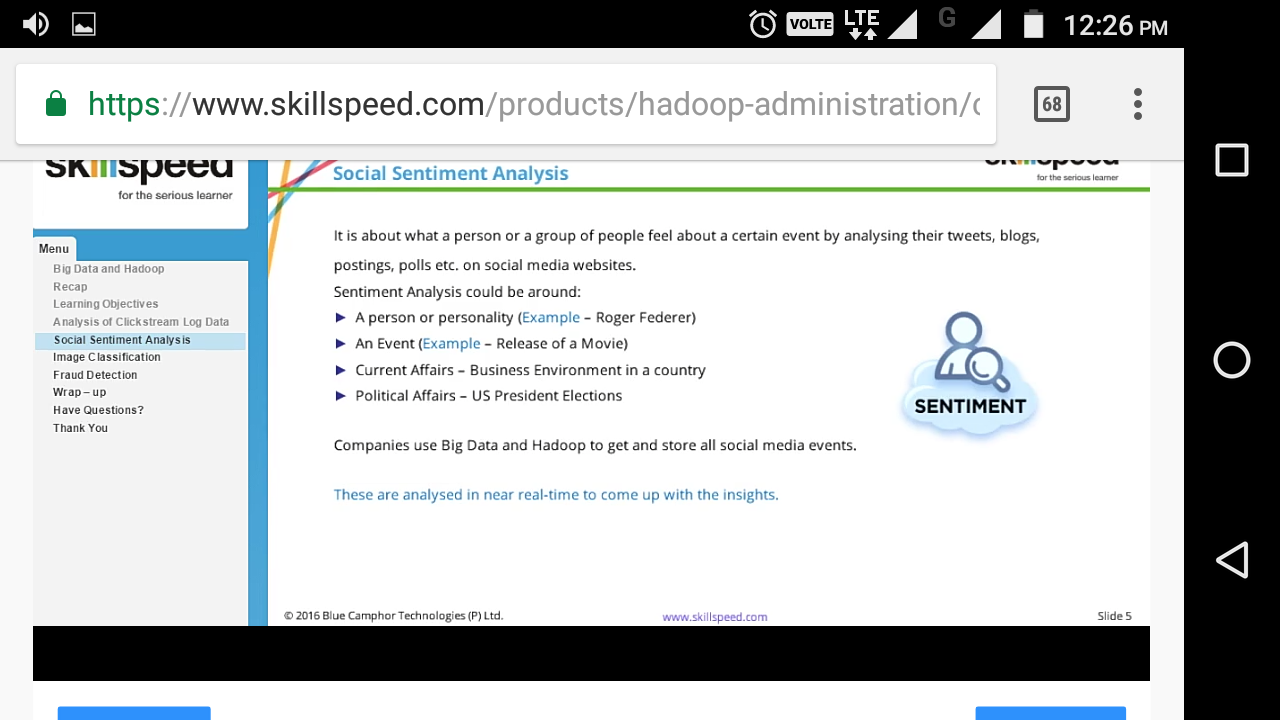 VOLTE LTE G 12:26 PM
https://www.skillspeed.com/products/hadoop-administration/
68
skillspeed
for the serious learner
Menu
Big Data and Hadoop
Recap
Learning Objectives
Analysis of Clickstream Log Data
Social Sentiment Analysis
Image Classification
Fraud Detection
Wrap – up
Have Questions?
Thank You
Social Sentiment Analysis
skillspeed
for the serious learner
It is about what a person or a group of people feel about a certain event by analysing their tweets, blogs,
postings, polls etc. on social media websites.
Sentiment Analysis could be around:
A person or personality (Example – Roger Federer)
An Event (Example – Release of a Movie)
Current Affairs – Business Environment in a country
Political Affairs – US President Elections
SENTIMENT
Companies use Big Data and Hadoop to get and store all social media events.
These are analysed in near real-time to come up with the insights.
© 2016 Blue Camphor Technologies (P) Ltd. www.skillspeed.com Slide 5